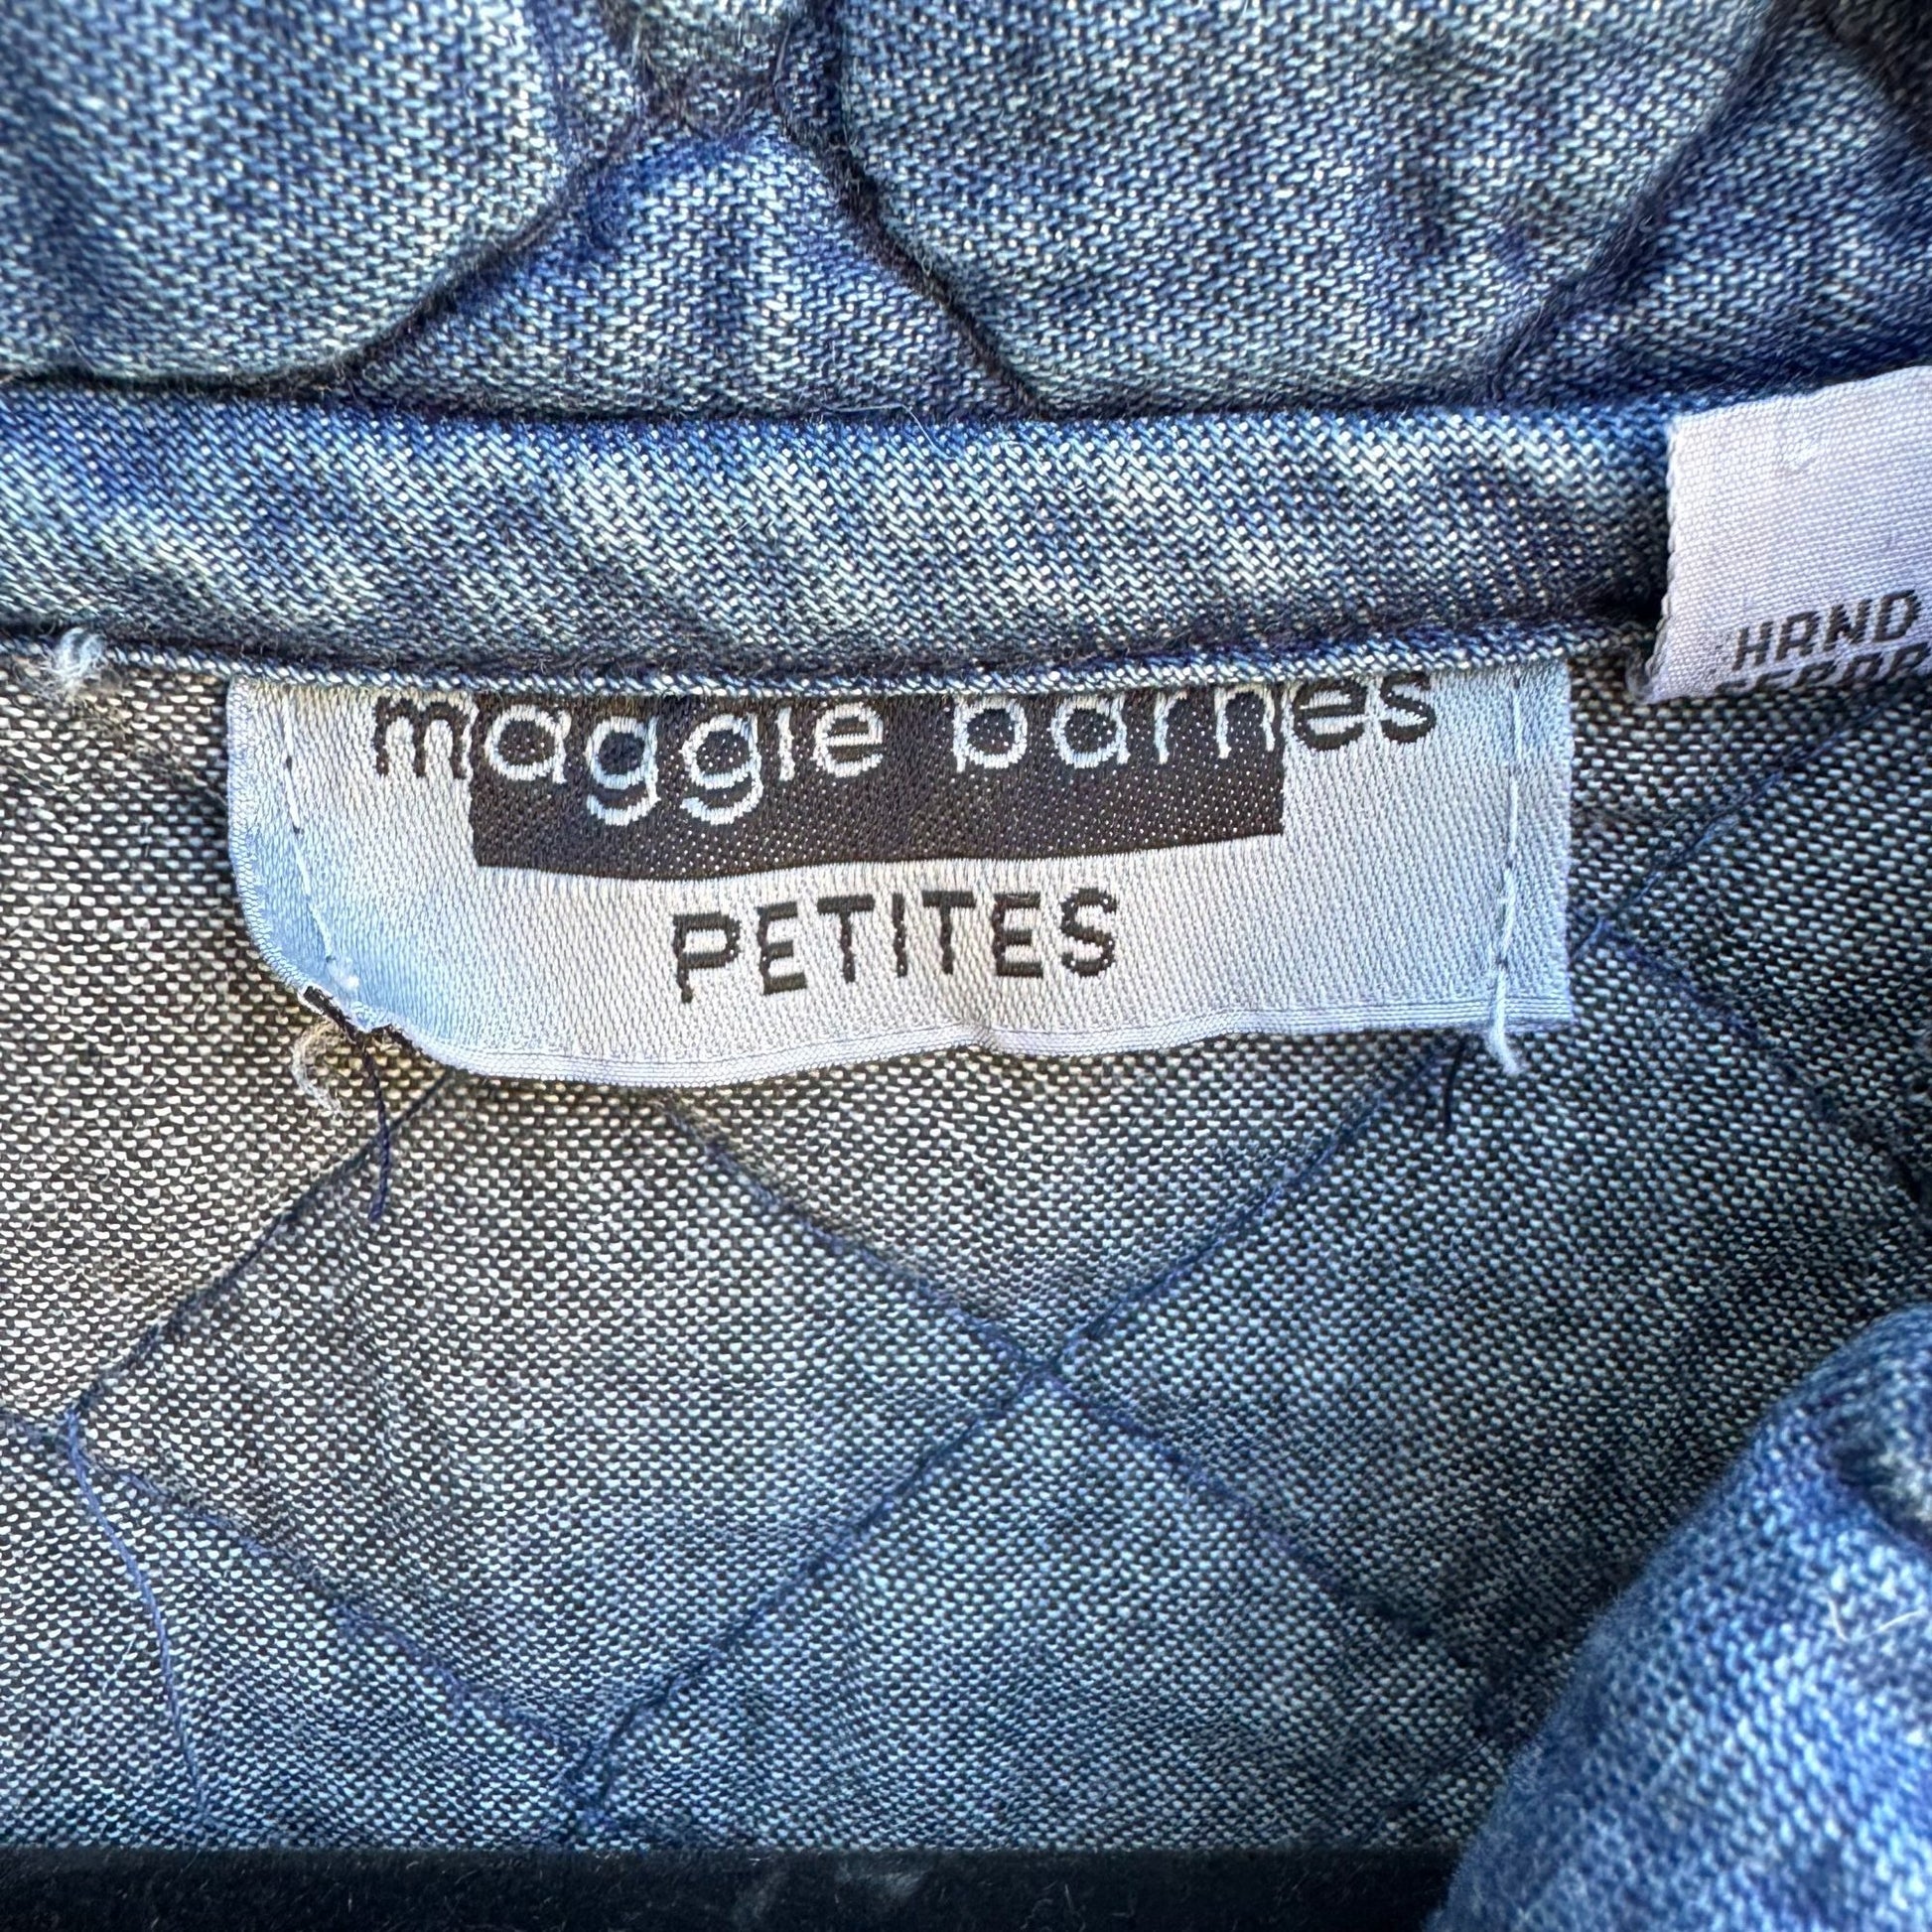 maggie barnes
PETITES
HAND